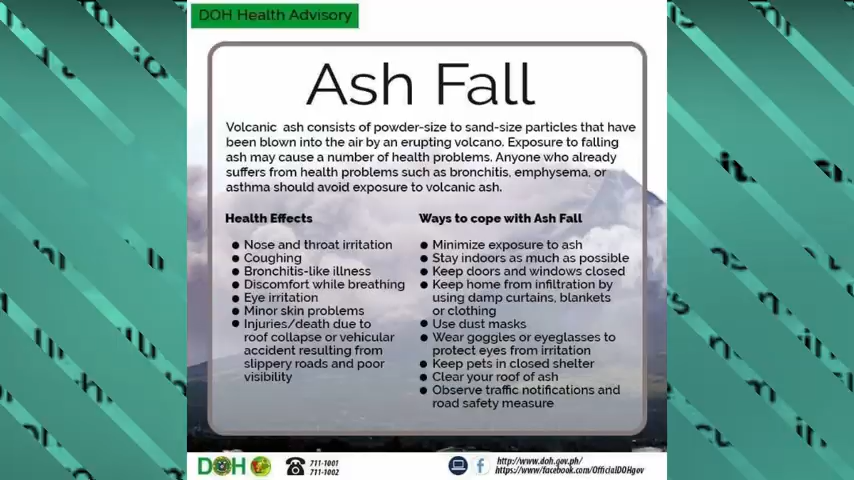 DOH Health Advisory
Ash Fall
Volcanic ash consists of powder-size to sand-size particles that have
been blown into the air by an erupting volcano. Exposure to falling
ash may cause a number of health problems. Anyone who already
suffers from health problems such as bronchitis, emphysema, or
asthma should avoid exposure to volcanic ash.
Health Effects
● Nose and throat irritation
● Coughing
● Bronchitis-like illness
● Discomfort while breathing
● Eye irritation
● Minor skin problems
● Injuries/death due to
roof collapse or vehicular
accident resulting from
slippery roads and poor
visibility
Ways to cope with Ash Fall
● Minimize exposure to ash
● Stay indoors as much as possible
● Keep doors and windows closed
● Keep home from infiltration by
using damp curtains, blankets
or clothing
● Use dust masks
● Wear goggles or eyeglasses to
protect eyes from irritation
● Keep pets in closed shelter
● Clear your roof of ash
● Observe traffic notifications and
road safety measure
DOH
711-1001
711-1002
http://www.doh.gov.ph/
https://www.facebook.com/OfficialDOHgov